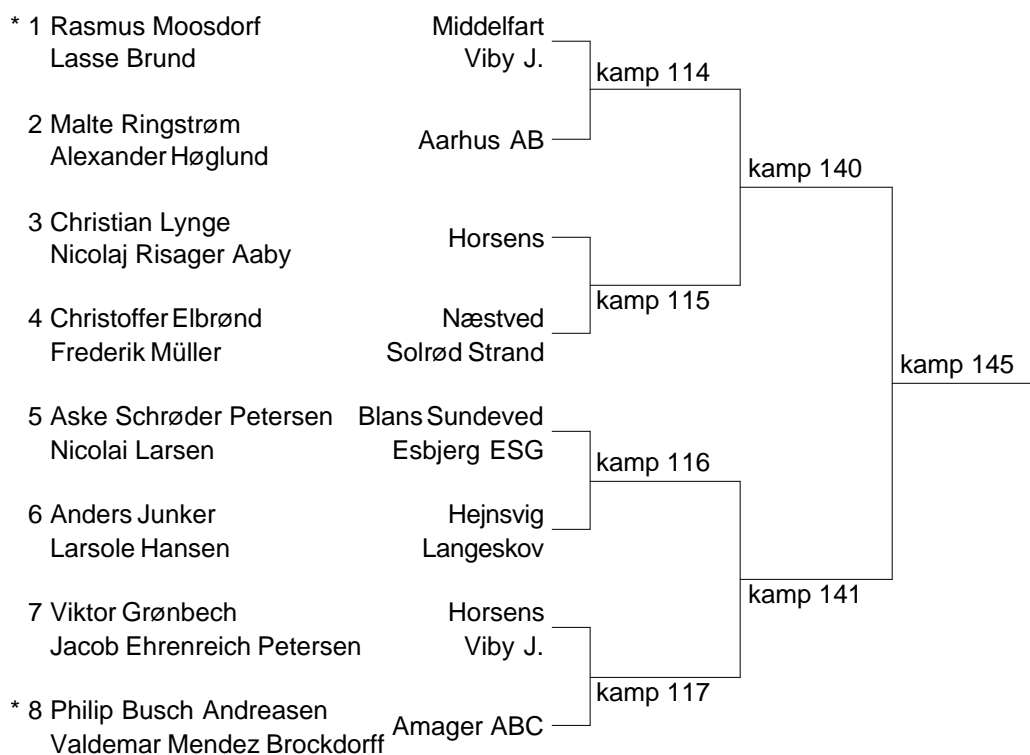 * 1 Rasmus Moosdorf Middelfart
Lasse Brund Viby J.
kamp 114
2 Malte Ringstrøm
Alexander Høglund Aarhus AB
kamp 140
3 Christian Lynge
Nicolaj Risager Aaby Horsens
kamp 115
4 Christoffer Elbrønd Næstved
Frederik Müller Solrød Strand
kamp 145
5 Aske Schrøder Petersen Blans Sundeved
Nicolai Larsen Esbjerg ESG
kamp 116
6 Anders Junker Hejnsvig
Larsole Hansen Langeskov
kamp 141
7 Viktor Grønbech Horsens
Jacob Ehrenreich Petersen Viby J.
kamp 117
* 8 Philip Busch Andreasen
Valdemar Mendez Brockdorff Amager ABC